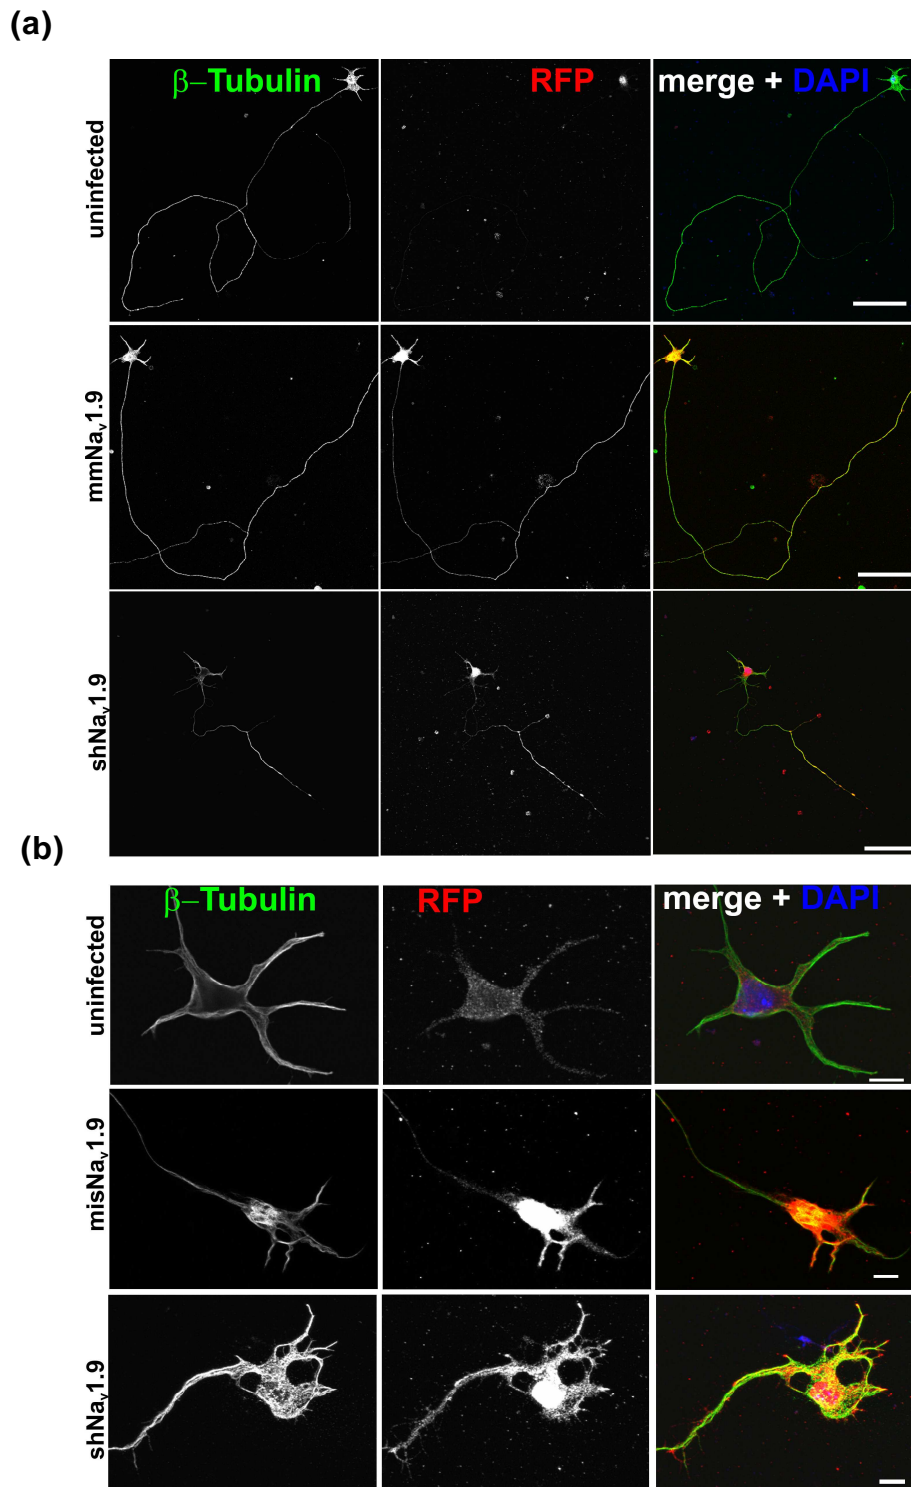 (a)
β–Tubulin RFP merge + DAPI
uninfected
mmNaᵥ1.9
shNaᵥ1.9
(b)
β–Tubulin RFP merge + DAPI
uninfected
misNaᵥ1.9
shNaᵥ1.9